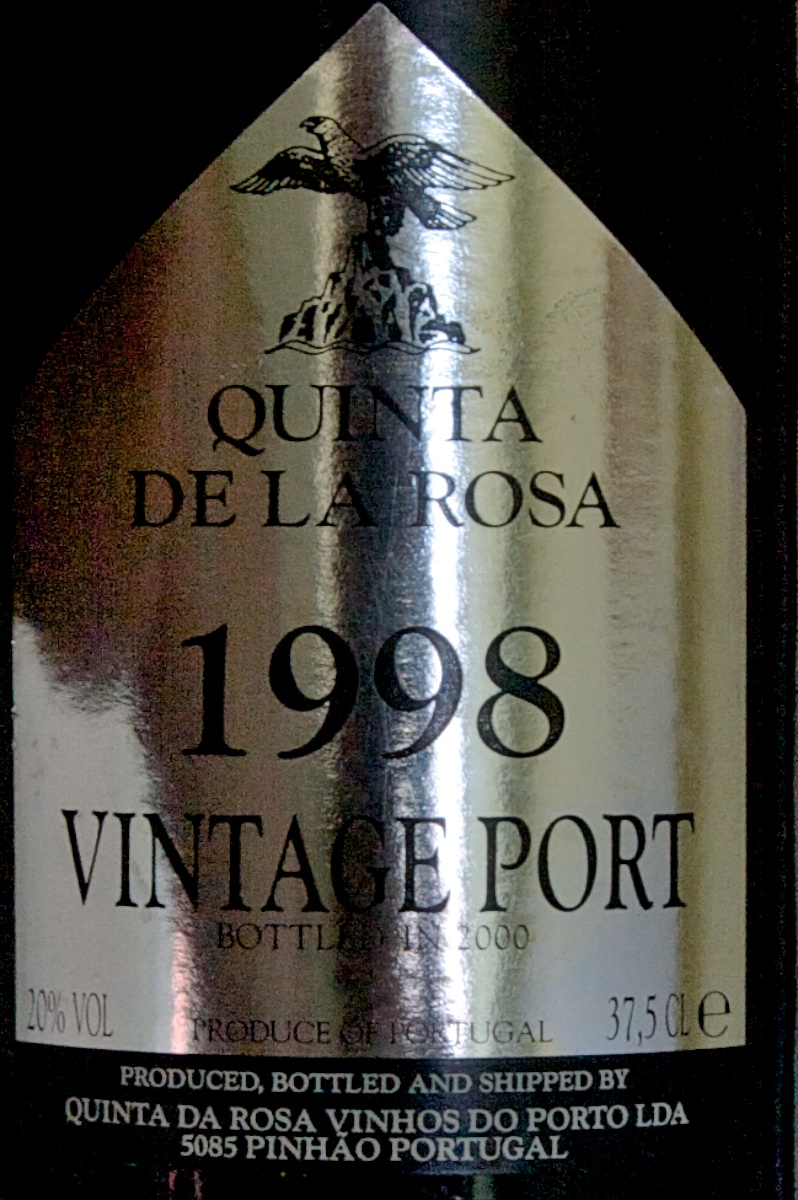 QUINTA
DE LA ROSA
1998
VINTAGE PORT
BOTTLED IN 2000
20% VOL
PRODUCE OF PORTUGAL
37,5 CL e
PRODUCED, BOTTLED AND SHIPPED BY
QUINTA DA ROSA VINHOS DO PORTO LDA
5085 PINHÃO PORTUGAL